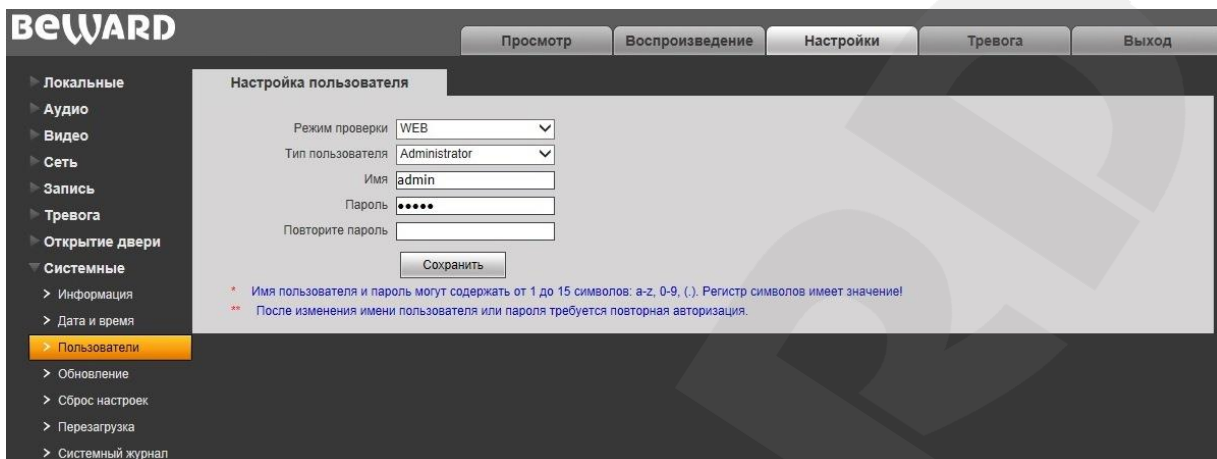 BEWARD
Просмотр
Воспроизведение
Настройки
Тревога
Выход
Локальные
Аудио
Видео
Сеть
Запись
Тревога
Открытие двери
Системные
Информация
Дата и время
Пользователи
Обновление
Сброс настроек
Перезагрузка
Системный журнал
Настройка пользователя
Режим проверки WEB
Тип пользователя Administrator
Имя admin
Пароль •••••
Повторите пароль
Сохранить
* Имя пользователя и пароль могут содержать от 1 до 15 символов: a-z, 0-9, (.). Регистр символов имеет значение!
** После изменения имени пользователя или пароля требуется повторная авторизация.